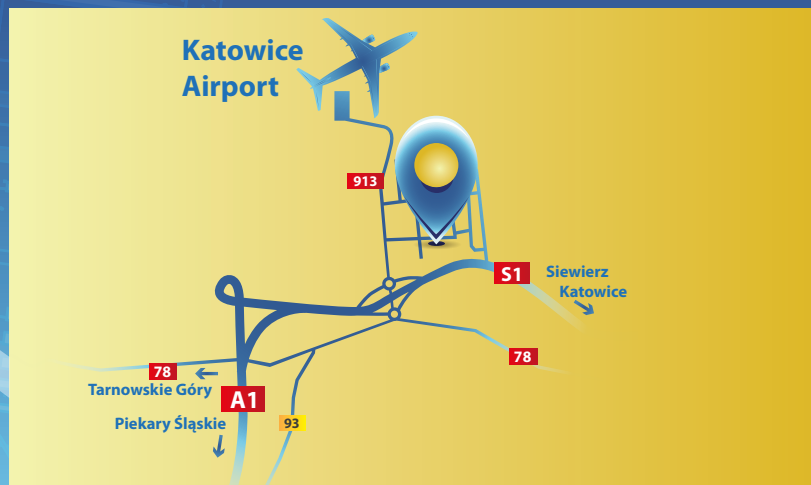 Katowice
Airport
913
S1
Siewierz
Katowice
78
78
Tarnowskie Góry
A1
Piekary Śląskie
93